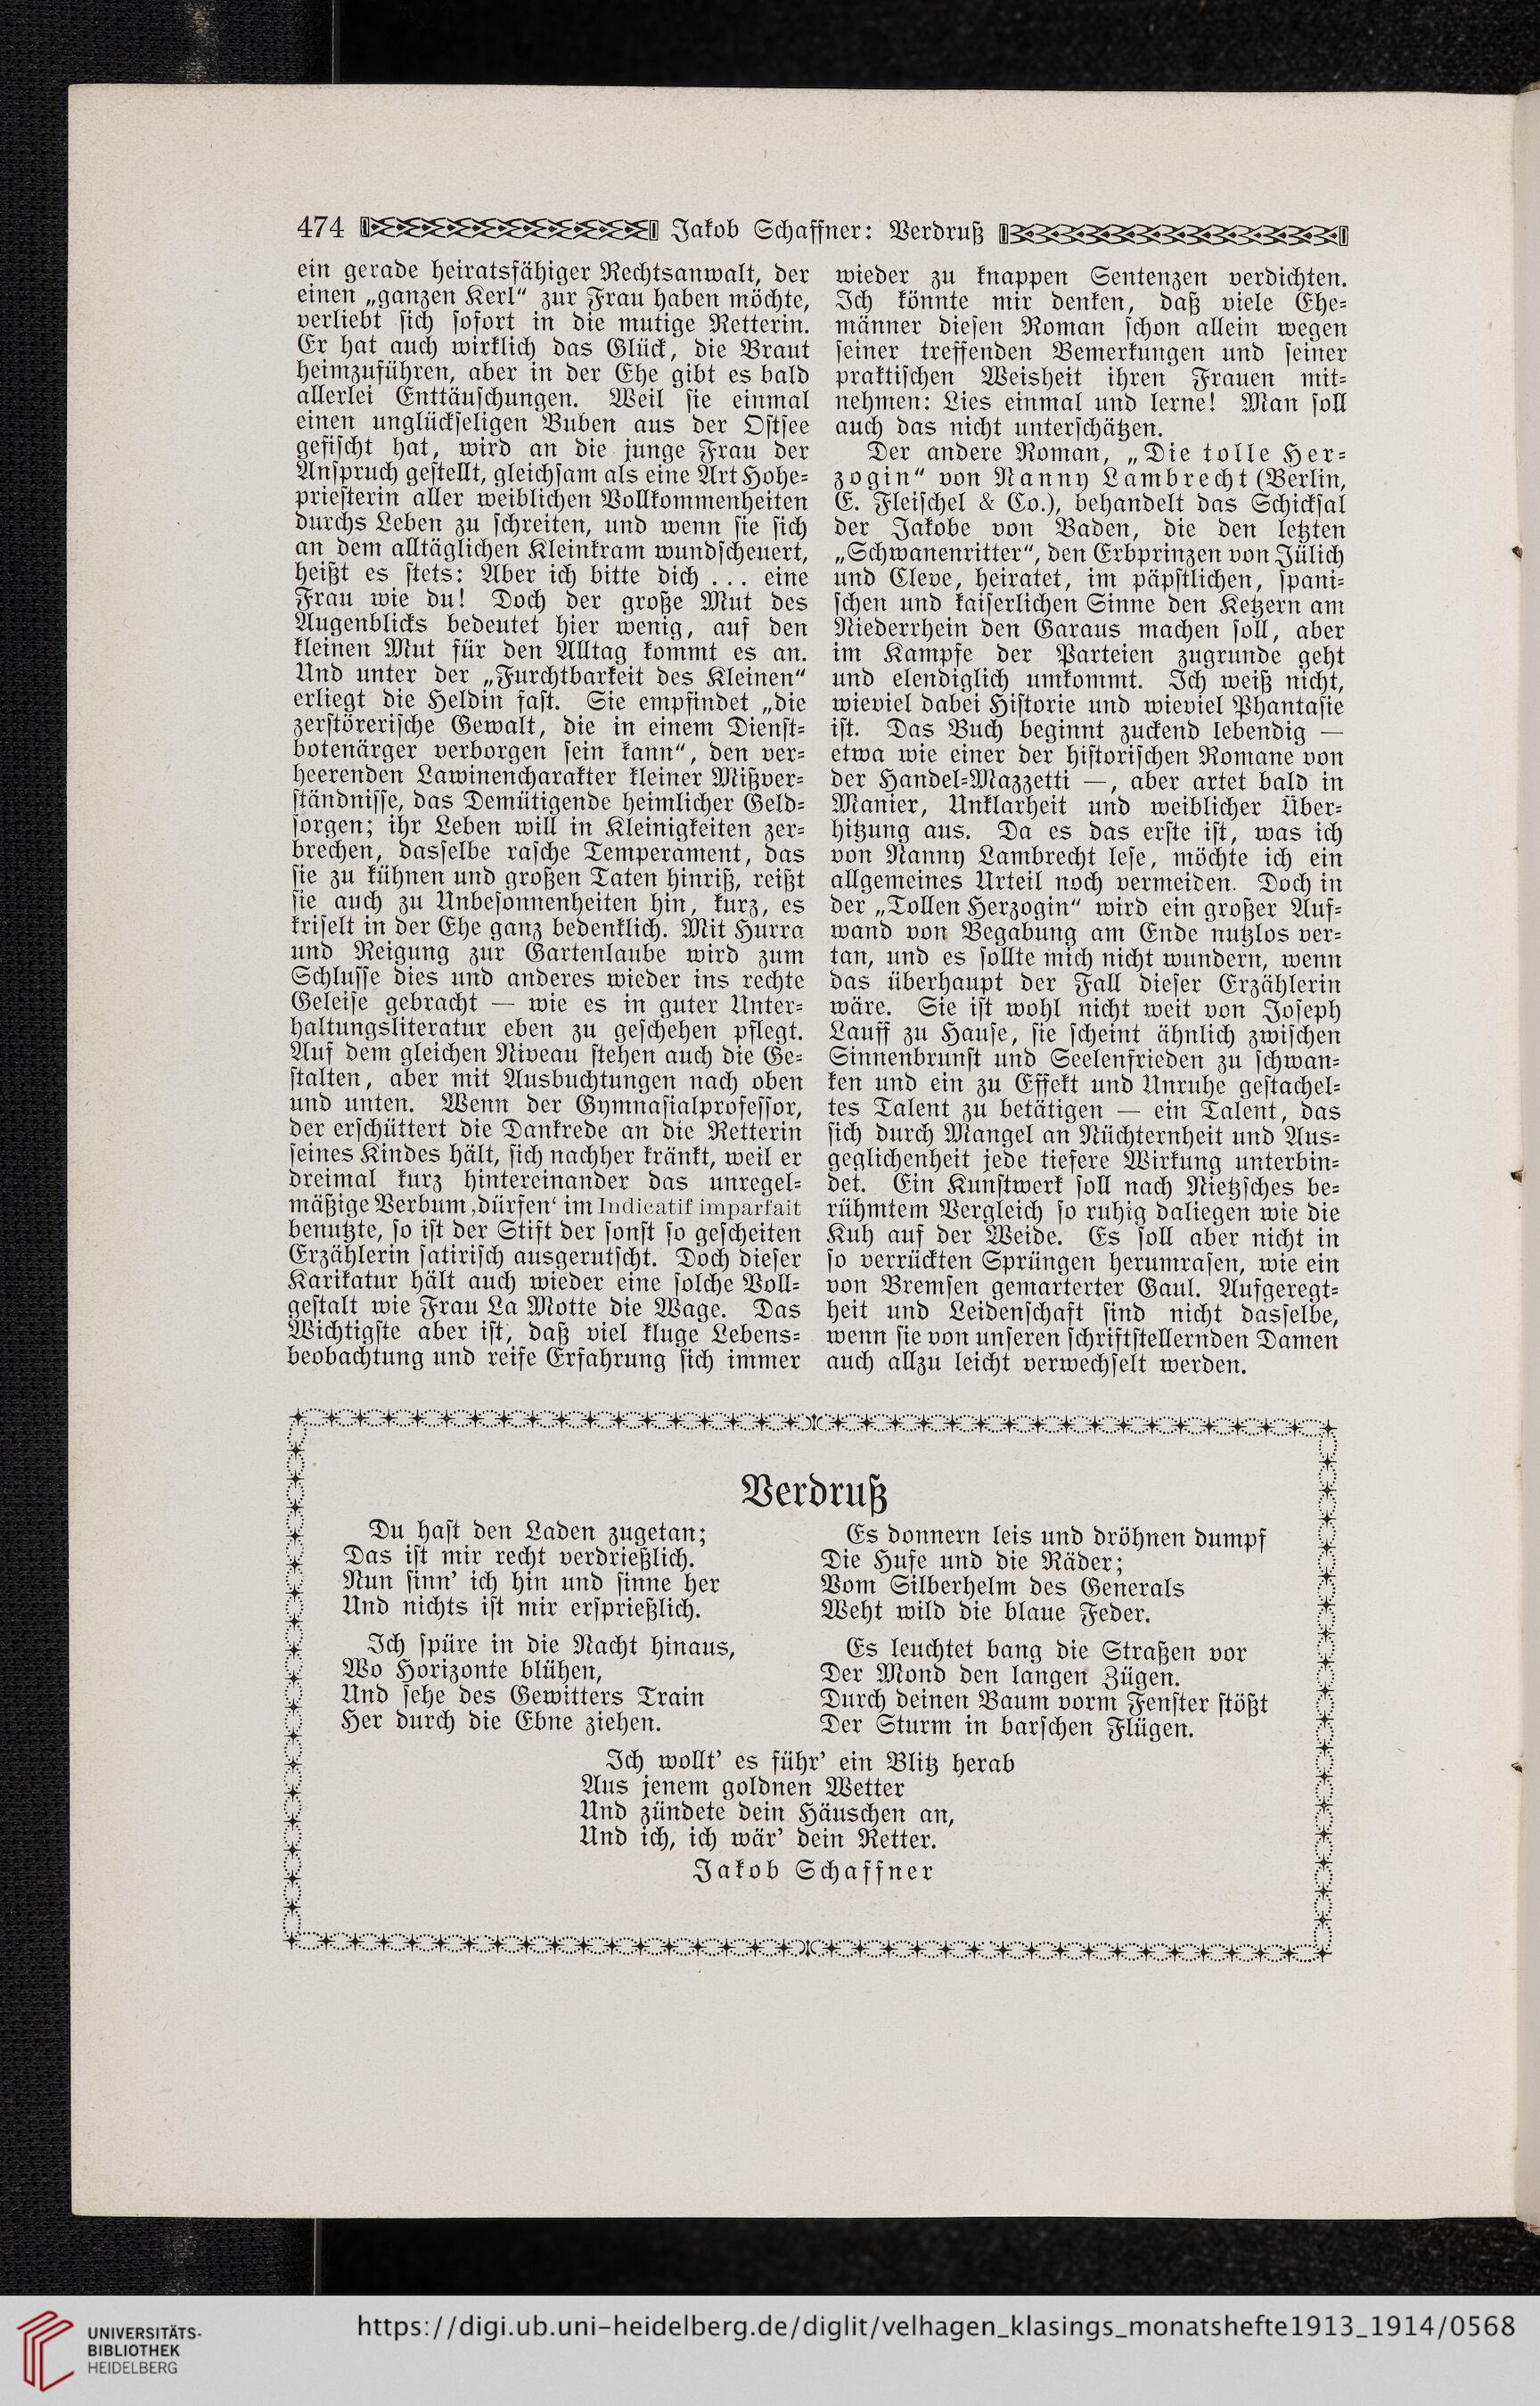 474 Jakob Schaffner: Verdruß
ein gerade heiratsfähiger Rechtsanwalt, der
einen „ganzen Kerl“ zur Frau haben möchte,
verliebt sich sofort in die mutige Retterin.
Er hat auch wirklich das Glück, die Braut
heimzuführen, aber in der Ehe gibt es bald
allerlei Enttäuschungen. Weil sie einmal
einen unglückseligen Buben aus der Ostsee
gefischt hat, wird an die junge Frau der
Anspruch gestellt, gleichsam als eine Art Hohe-
priesterin aller weiblichen Vollkommenheiten
durchs Leben zu schreiten, und wenn sie sich
an dem alltäglichen Kleinkram wundscheuert,
heißt es stets: Aber ich bitte dich ... eine
Frau wie du! Doch der große Mut des
Augenblicks bedeutet hier wenig, auf den
kleinen Mut für den Alltag kommt es an.
Und unter der „Furchtbarkeit des Kleinen“
erliegt die Heldin fast. Sie empfindet „die
zerstörerische Gewalt, die in einem Dienst-
botenärger verborgen sein kann“, den ver-
heerenden Lawinencharakter kleiner Mißver-
ständnisse, das Demütigende heimlicher Geld-
sorgen; ihr Leben will in Kleinigkeiten zer-
brechen, dasselbe rasche Temperament, das
sie zu kühnen und großen Taten hinriß, reißt
sie auch zu Unbesonnenheiten hin, kurz, es
kriselt in der Ehe ganz bedenklich. Mit Hurra
und Reigung zur Gartenlaube wird zum
Schlusse dies und anderes wieder ins rechte
Geleise gebracht — wie es in guter Unter-
haltungsliteratur eben zu geschehen pflegt.
Auf dem gleichen Niveau stehen auch die Ge-
stalten, aber mit Ausbuchtungen nach oben
und unten. Wenn der Gymnasialprofessor,
der erschüttert die Dankrede an die Retterin
seines Kindes hält, sich nachher kränkt, weil er
dreimal kurz hintereinander das unregel-
mäßige Verbum ‚dürfen‘ im Indicatif imparfait
benutzte, so ist der Stift der sonst so gescheiten
Erzählerin satirisch ausgerutscht. Doch dieser
Karikatur hält auch wieder eine solche Voll-
gestalt wie Frau La Motte die Wage. Das
Wichtigste aber ist, daß viel kluge Lebens-
beobachtung und reife Erfahrung sich immer
wieder zu knappen Sentenzen verdichten.
Ich könnte mir denken, daß viele Ehe-
männer diesen Roman schon allein wegen
seiner treffenden Bemerkungen und seiner
praktischen Weisheit ihren Frauen mit-
nehmen: Lies einmal und lerne! Man soll
auch das nicht unterschätzen.
Der andere Roman, „Die tolle Her-
zogin“ von Nanny Lambrecht (Berlin,
E. Fleischel & Co.), behandelt das Schicksal
der Jakobe von Baden, die den letzten
„Schwanenritter“, den Erbprinzen von Jülich
und Cleve, heiratet, im päpstlichen, spani-
schen und kaiserlichen Sinne den Ketzern am
Niederrhein den Garaus machen soll, aber
im Kampfe der Parteien zugrunde geht
und elendiglich umkommt. Ich weiß nicht,
wieviel dabei Historie und wieviel Phantasie
ist. Das Buch beginnt zuckend lebendig —
etwa wie einer der historischen Romane von
der Handel-Mazzetti —, aber artet bald in
Manier, Unklarheit und weiblicher Über-
hitzung aus. Da es das erste ist, was ich
von Nanny Lambrecht lese, möchte ich ein
allgemeines Urteil noch vermeiden. Doch in
der „Tollen Herzogin“ wird ein großer Auf-
wand von Begabung am Ende nutzlos ver-
tan, und es sollte mich nicht wundern, wenn
das überhaupt der Fall dieser Erzählerin
wäre. Sie ist wohl nicht weit von Joseph
Lauff zu Hause, sie scheint ähnlich zwischen
Sinnenbrunst und Seelenfrieden zu schwan-
ken und ein zu Effekt und Unruhe gestachel-
tes Talent zu betätigen — ein Talent, das
sich durch Mangel an Nüchternheit und Aus-
geglichenheit jede tiefere Wirkung unterbin-
det. Ein Kunstwerk soll nach Nietzsches be-
rühmtem Vergleich so ruhig daliegen wie die
Kuh auf der Weide. Es soll aber nicht in
so verrückten Sprüngen herumrasen, wie ein
von Bremsen gemarterter Gaul. Aufgeregt-
heit und Leidenschaft sind nicht dasselbe,
wenn sie von unseren schriftstellernden Damen
auch allzu leicht verwechselt werden.
Verdruß
Du hast den Laden zugetan;
Das ist mir recht verdrießlich.
Nun sinn’ ich hin und sinne her
Und nichts ist mir ersprießlich.
Ich spüre in die Nacht hinaus,
Wo Horizonte blühen,
Und sehe des Gewitters Train
Her durch die Ebne ziehen.
Es donnern leis und dröhnen dumpf
Die Hufe und die Räder;
Vom Silberhelm des Generals
Weht wild die blaue Feder.
Es leuchtet bang die Straßen vor
Der Mond den langen Zügen.
Durch deinen Baum vorm Fenster stößt
Der Sturm in barschen Flügen.
Ich wollt’ es führ’ ein Blitz herab
Aus jenem goldnen Wetter
Und zündete dein Häuschen an,
Und ich, ich wär’ dein Retter.
Jakob Schaffner
UNIVERSITÄTS-
BIBLIOTHEK
HEIDELBERG
https://digi.ub.uni-heidelberg.de/diglit/velhagen_klasings_monatshefte1913_1914/0568